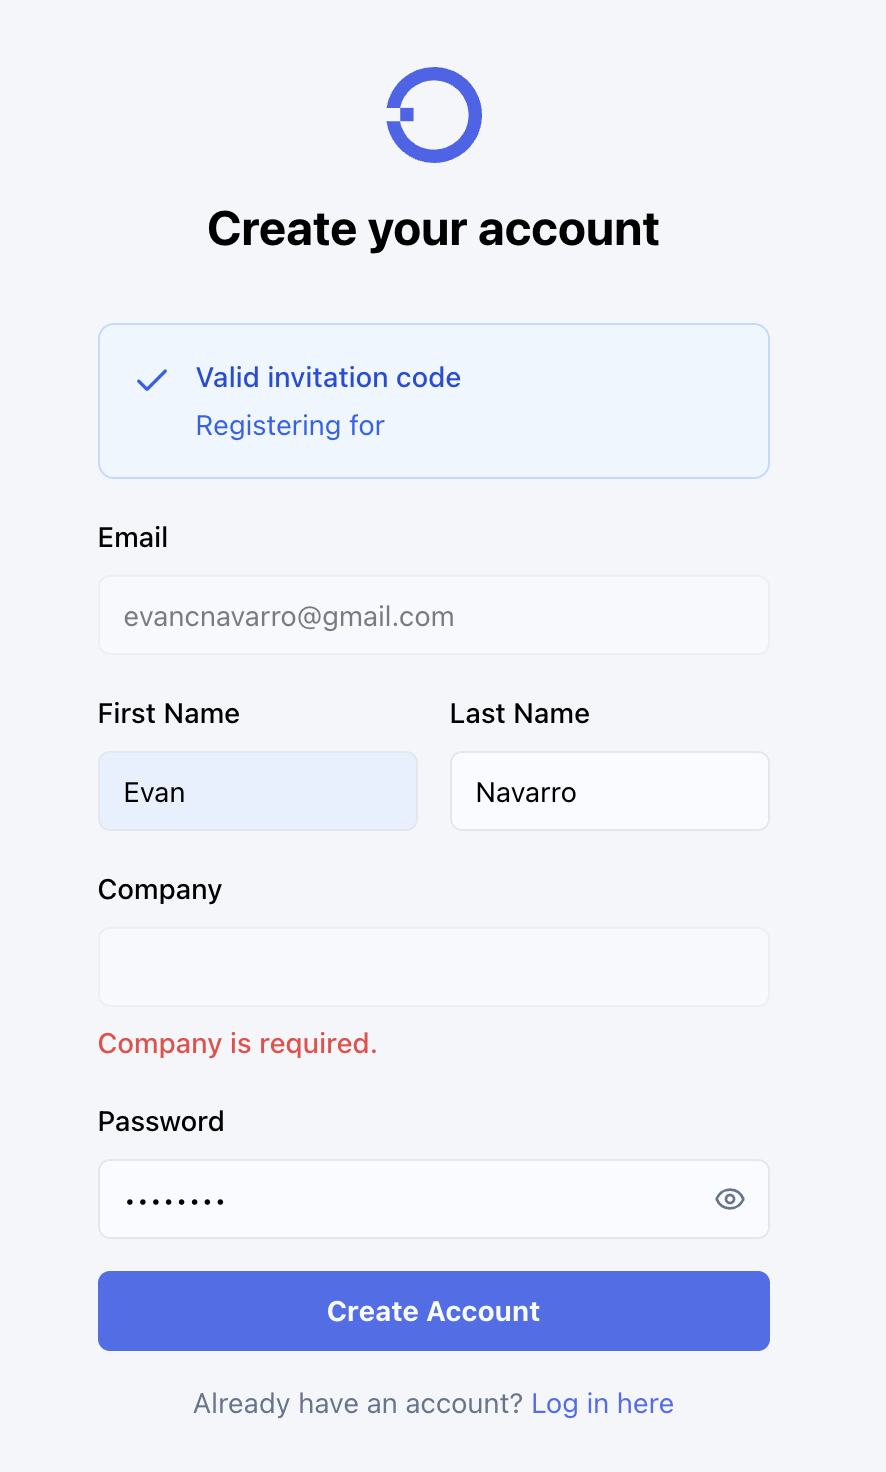 Create your account
Valid invitation code
Registering for
Email
evancnavarro@gmail.com
First Name Last Name
Evan Navarro
Company
Company is required.
Password
••••••••
Create Account
Already have an account? Log in here